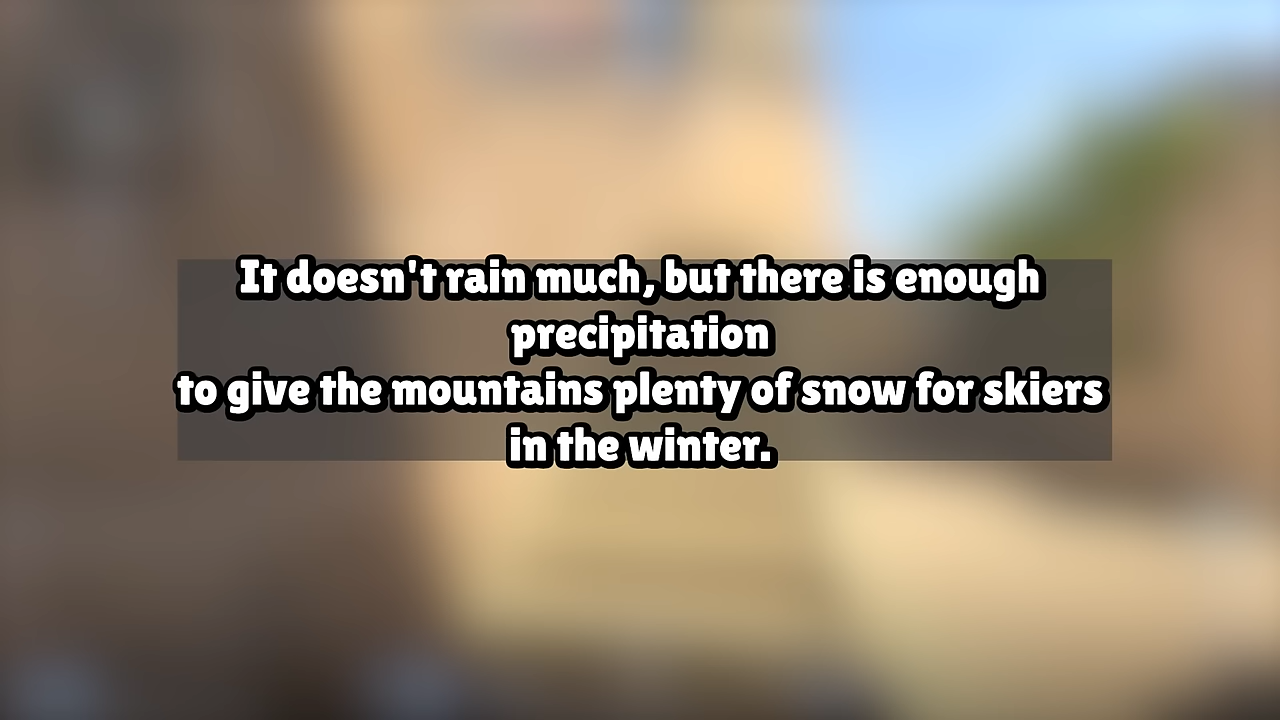 It doesn't rain much, but there is enough
precipitation
to give the mountains plenty of snow for skiers
in the winter.